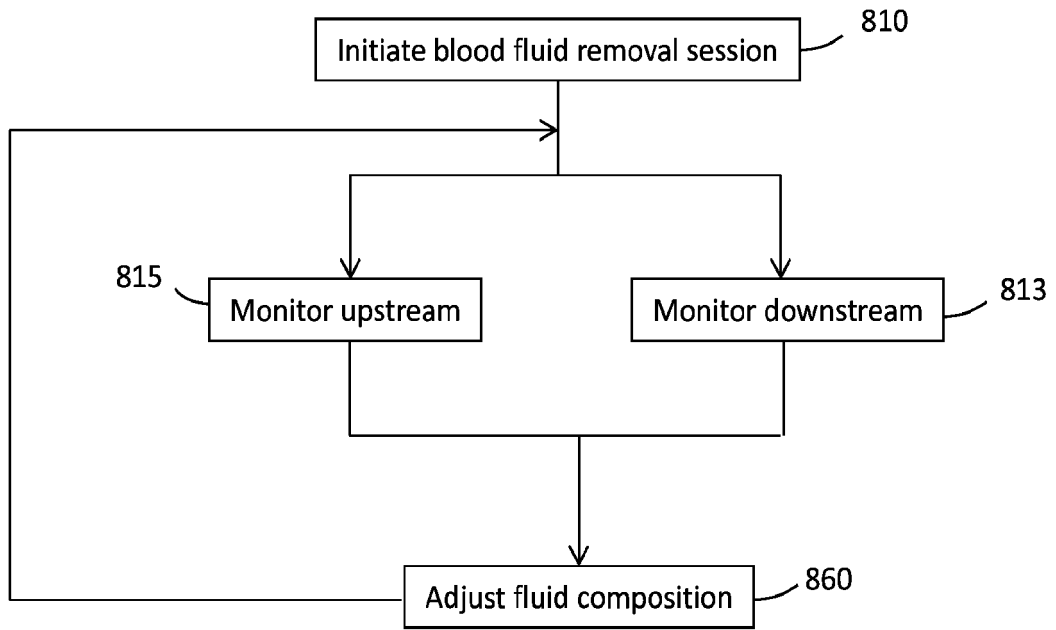 810
Initiate blood fluid removal session
815
Monitor upstream
813
Monitor downstream
860
Adjust fluid composition